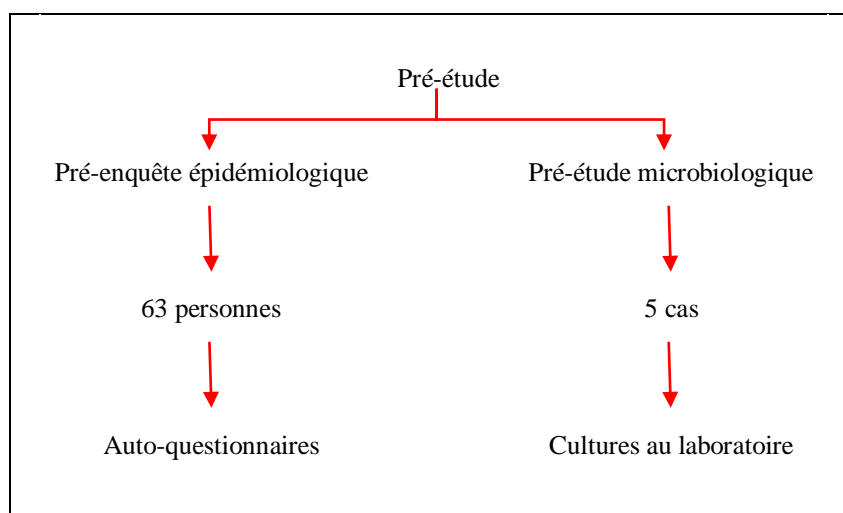 Pré-étude
Pré-enquête épidémiologique
Pré-étude microbiologique
63 personnes
5 cas
Auto-questionnaires
Cultures au laboratoire